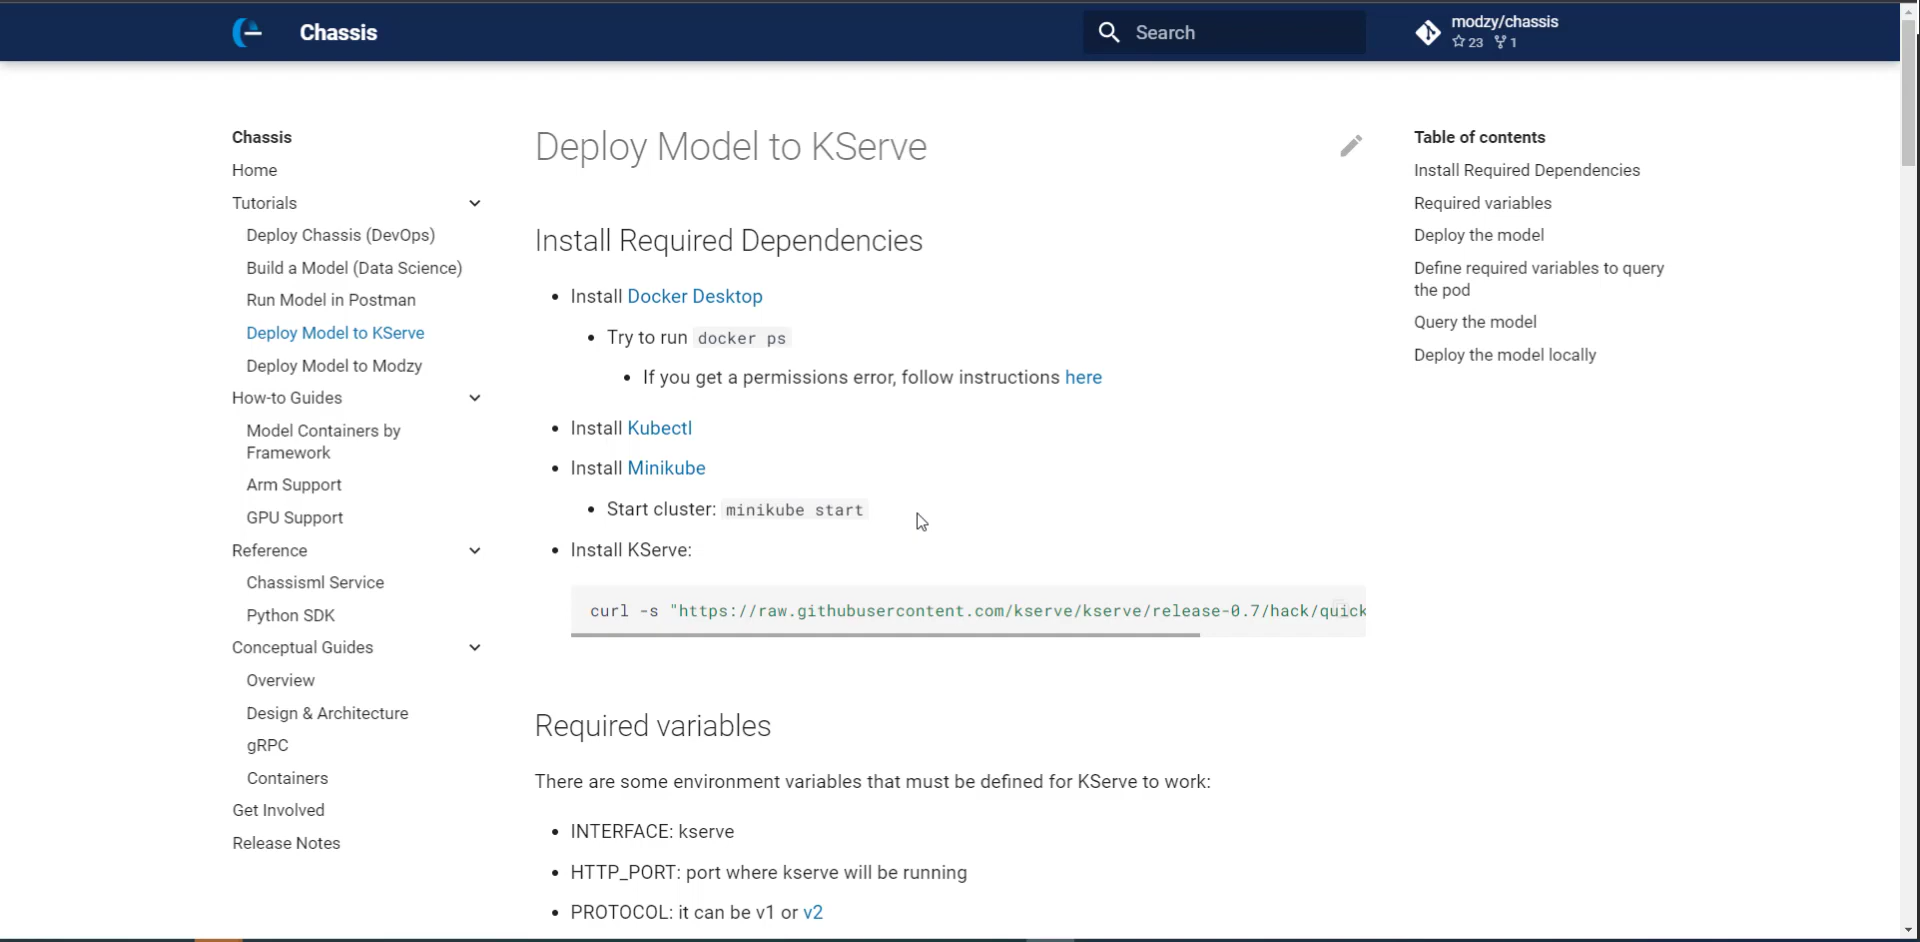 Chassis
Search
modzy/chassis
23 1
Chassis
Home
Tutorials
Deploy Chassis (DevOps)
Build a Model (Data Science)
Run Model in Postman
Deploy Model to KServe
Deploy Model to Modzy
How-to Guides
Model Containers by
Framework
Arm Support
GPU Support
Reference
Chassisml Service
Python SDK
Conceptual Guides
Overview
Design & Architecture
gRPC
Containers
Get Involved
Release Notes
Deploy Model to KServe
Install Required Dependencies
• Install Docker Desktop
• Try to run docker ps
• If you get a permissions error, follow instructions here
• Install Kubectl
• Install Minikube
• Start cluster: minikube start
• Install KServe:
curl -s "https://raw.githubusercontent.com/kserve/kserve/release-0.7/hack/quick
Required variables
There are some environment variables that must be defined for KServe to work:
• INTERFACE: kserve
• HTTP_PORT: port where kserve will be running
• PROTOCOL: it can be v1 or v2
Table of contents
Install Required Dependencies
Required variables
Deploy the model
Define required variables to query
the pod
Query the model
Deploy the model locally